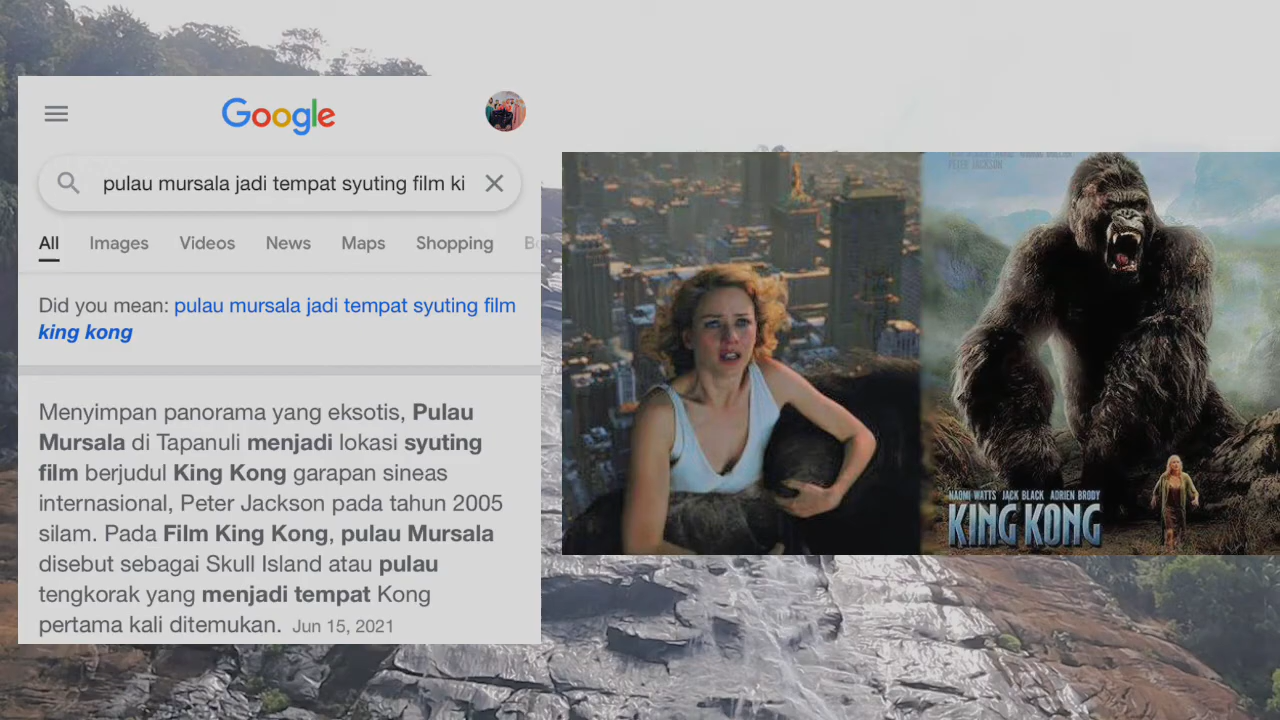 Google
pulau mursala jadi tempat syuting film ki
All Images Videos News Maps Shopping
Did you mean: pulau mursala jadi tempat syuting film
king kong
Menyimpan panorama yang eksotis, Pulau
Mursala di Tapanuli menjadi lokasi syuting
film berjudul King Kong garapan sineas
internasional, Peter Jackson pada tahun 2005
silam. Pada Film King Kong, pulau Mursala
disebut sebagai Skull Island atau pulau
tengkorak yang menjadi tempat Kong
pertama kali ditemukan. Jun 15, 2021
PETER JACKSON
NAOMI WATTS JACK BLACK ADRIEN BRODY
KING KONG